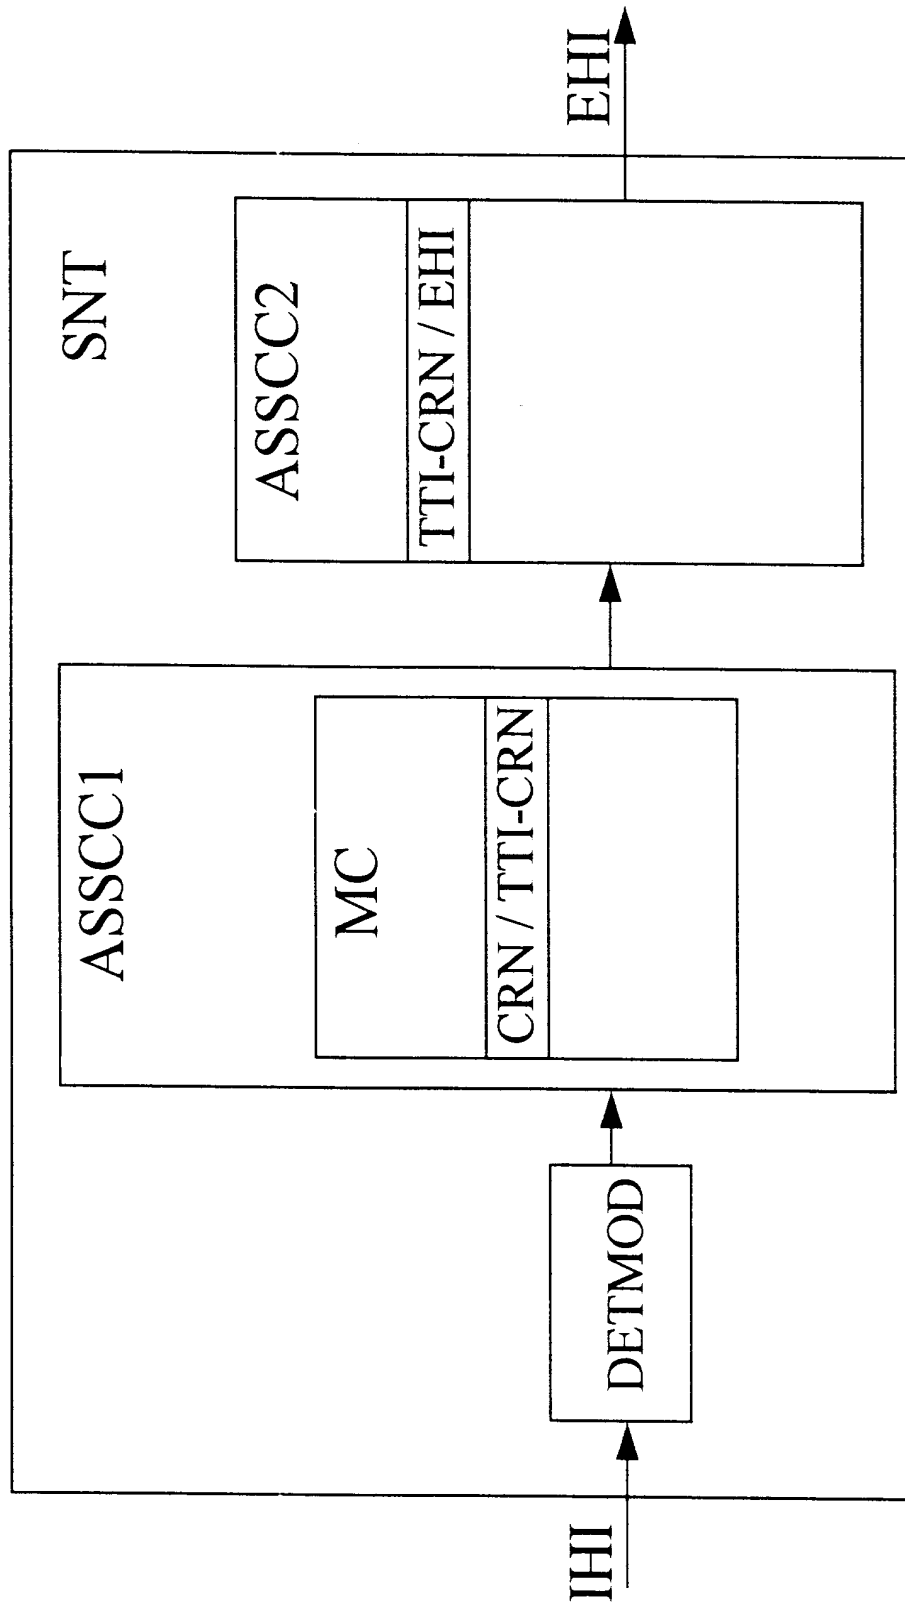 SNT
ASSCC1
ASSCC2
MC
TTI-CRN / EHI
CRN / TTI-CRN
DETMOD
IHI
EHI